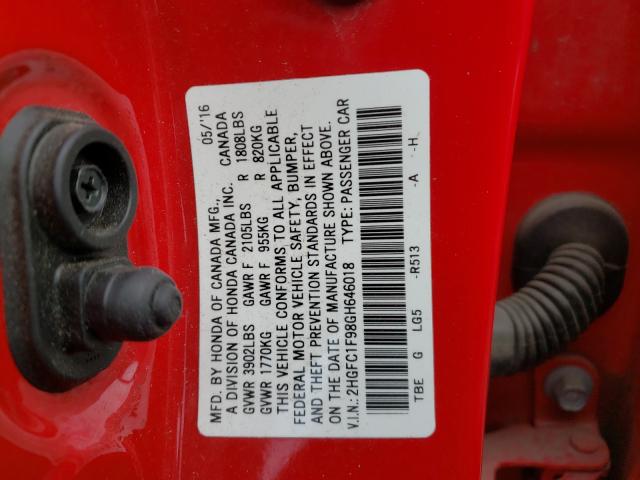 MFD. BY HONDA OF CANADA MFG., 05/'16
A DIVISION OF HONDA CANADA INC. CANADA
GVWR 3902LBS GAWR F 2105LBS R 1808LBS
GVWR 1770KG GAWR F 955KG R 820KG
THIS VEHICLE CONFORMS TO ALL APPLICABLE
FEDERAL MOTOR VEHICLE SAFETY, BUMPER,
AND THEFT PREVENTION STANDARDS IN EFFECT
ON THE DATE OF MANUFACTURE SHOWN ABOVE.
V.I.N.: 2HGFC1F98GH646018 TYPE: PASSENGER CAR
TBE G LG5 -R513 -A -H